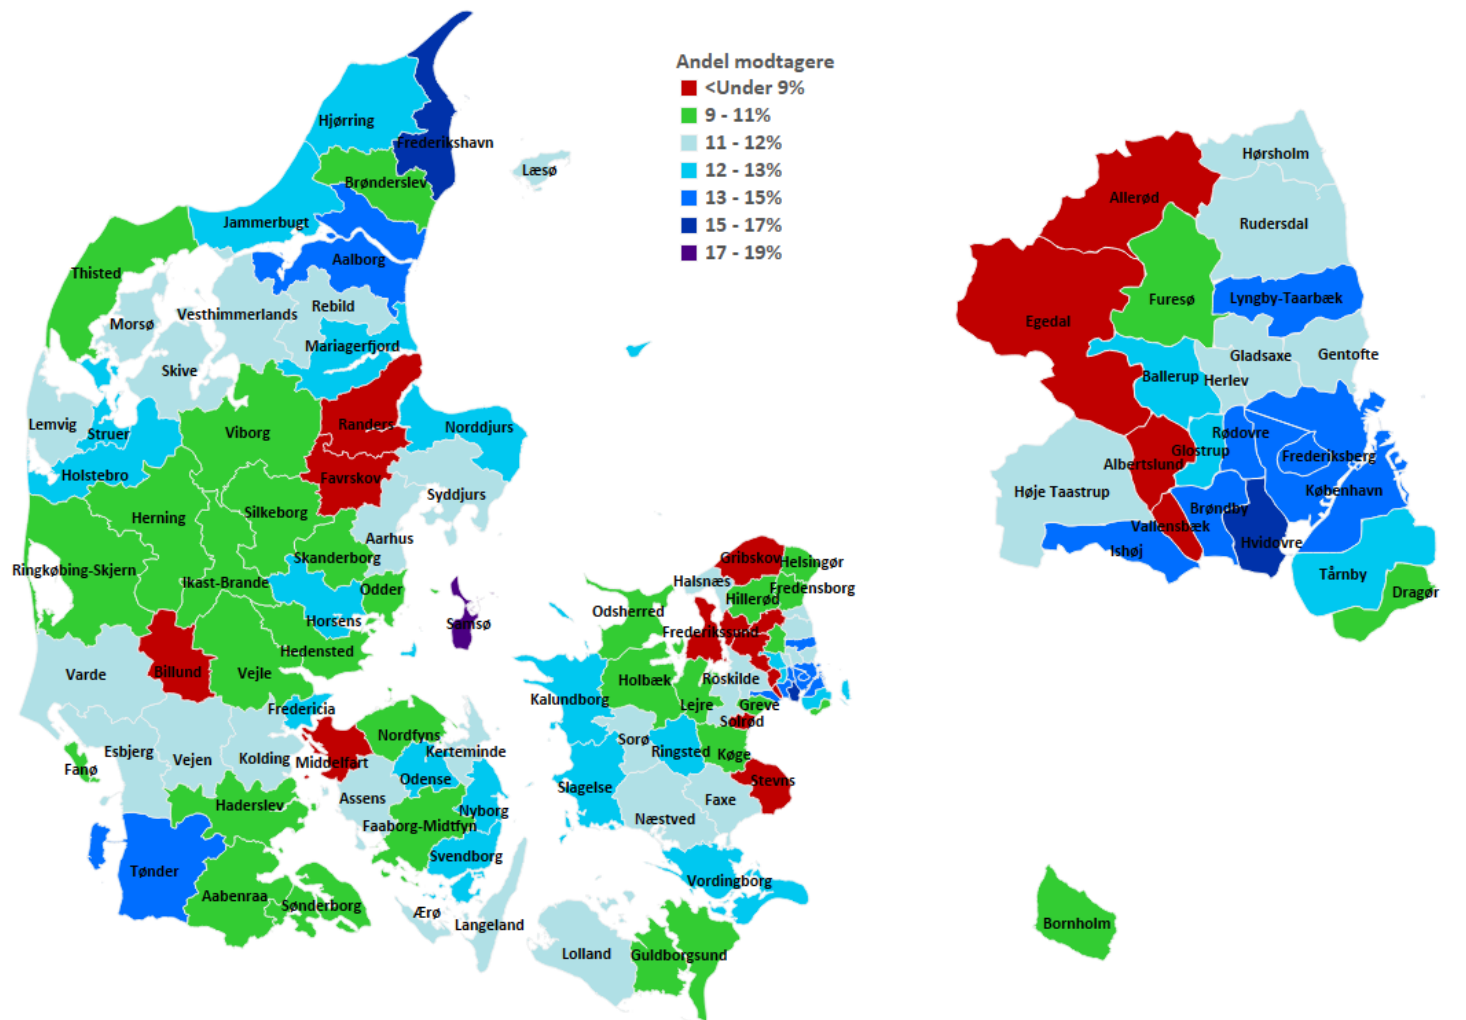 Andel modtagere
<Under 9%
9 - 11%
11 - 12%
12 - 13%
13 - 15%
15 - 17%
17 - 19%
Hjørring
Frederikshavn
Læsø
Brønderslev
Jammerbugt
Aalborg
Thisted
Rebild
Vesthimmerlands
Morsø
Mariagerfjord
Skive
Lemvig
Struer
Randers
Norddjurs
Viborg
Holstebro
Favrskov
Syddjurs
Herning
Silkeborg
Aarhus
Skanderborg
Ringkøbing-Skjern
Ikast-Brande
Odder
Horsens
Samsø
Hedensted
Varde
Billund
Vejle
Fredericia
Esbjerg
Vejen
Kolding
Middelfart
Nordfyns
Kerteminde
Fanø
Odense
Haderslev
Assens
Nyborg
Faaborg-Midtfyn
Svendborg
Tønder
Aabenraa
Sønderborg
Ærø
Langeland
Gribskov
Helsingør
Halsnæs
Fredensborg
Hillerød
Odsherred
Frederikssund
Holbæk
Roskilde
Kalundborg
Lejre
Greve
Solrød
Sorø
Ringsted
Køge
Slagelse
Stevns
Faxe
Næstved
Vordingborg
Lolland
Guldborgsund
Hørsholm
Allerød
Rudersdal
Furesø
Lyngby-Taarbæk
Egedal
Gladsaxe
Gentofte
Ballerup
Herlev
Rødovre
Glostrup
Frederiksberg
Albertslund
Høje Taastrup
København
Brøndby
Vallensbæk
Hvidovre
Ishøj
Tårnby
Dragør
Bornholm